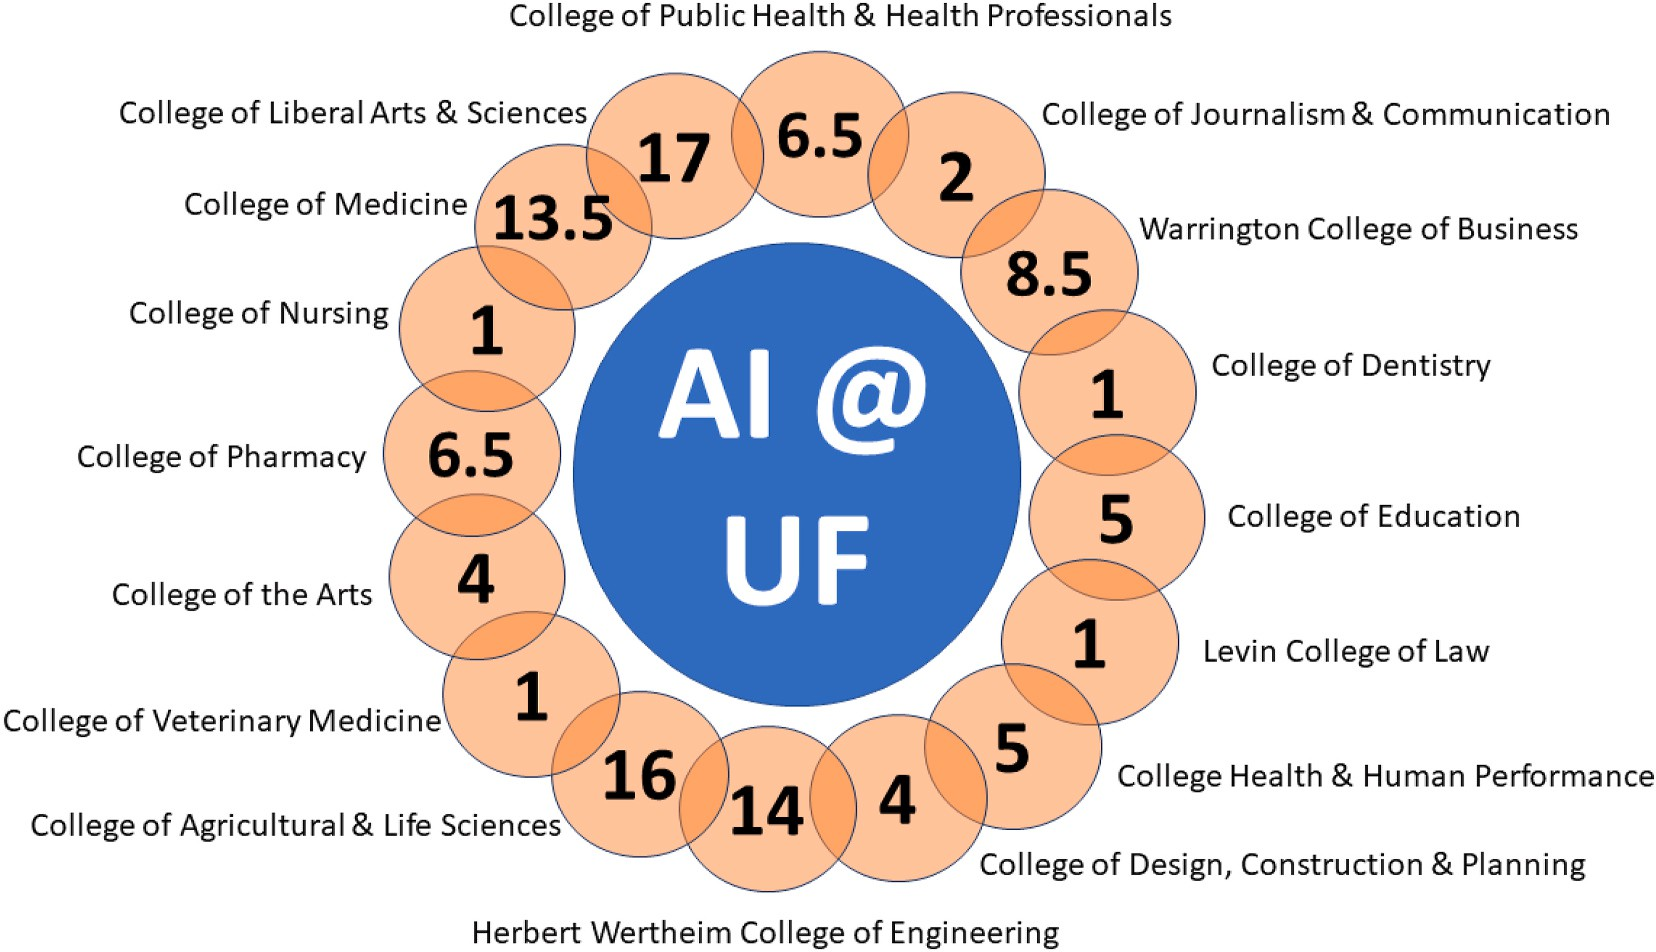 College of Public Health & Health Professionals
6.5
College of Journalism & Communication
2
Warrington College of Business
8.5
College of Dentistry
1
College of Education
5
Levin College of Law
1
College Health & Human Performance
5
College of Design, Construction & Planning
4
Herbert Wertheim College of Engineering
14
College of Agricultural & Life Sciences
16
College of Veterinary Medicine
1
College of the Arts
4
College of Pharmacy
6.5
College of Nursing
1
College of Medicine
13.5
College of Liberal Arts & Sciences
17
AI @
UF